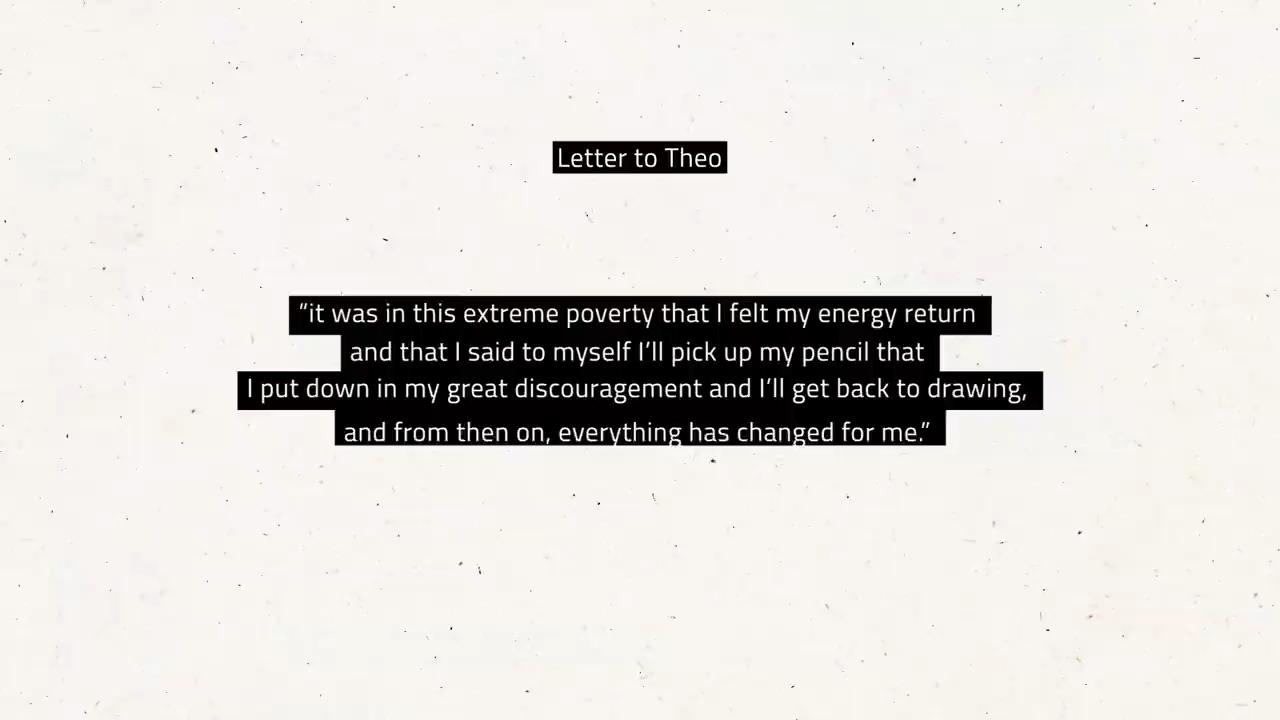 Letter to Theo
“it was in this extreme poverty that I felt my energy return
and that I said to myself I’ll pick up my pencil that
I put down in my great discouragement and I’ll get back to drawing,
and from then on, everything has changed for me.”